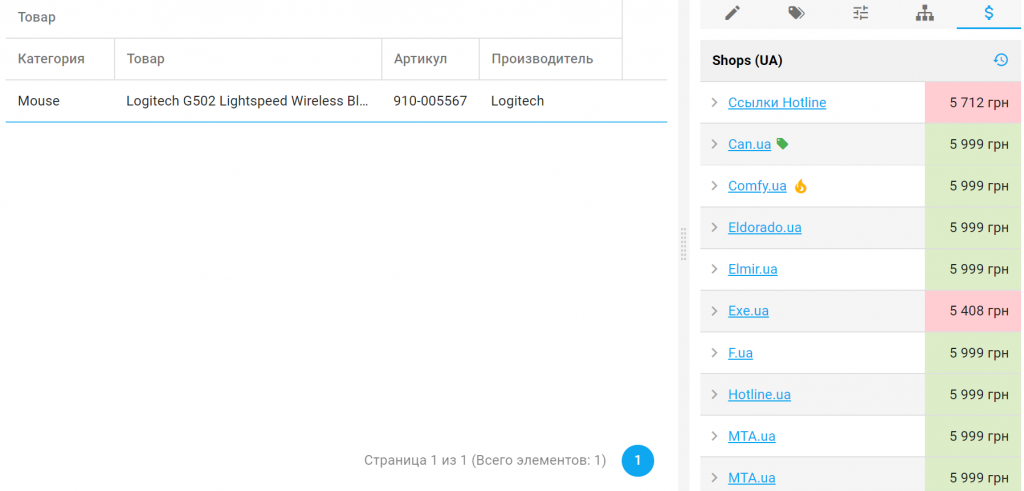 Товар
Категория Товар Артикул Производитель
Mouse Logitech G502 Lightspeed Wireless Bl... 910-005567 Logitech
Страница 1 из 1 (Всего элементов: 1) 1
$
Shops (UA)
Ссылки Hotline 5 712 грн
Can.ua 5 999 грн
Comfy.ua 5 999 грн
Eldorado.ua 5 999 грн
Elmir.ua 5 999 грн
Exe.ua 5 408 грн
F.ua 5 999 грн
Hotline.ua 5 999 грн
MTA.ua 5 999 грн
MTA.ua 5 999 грн